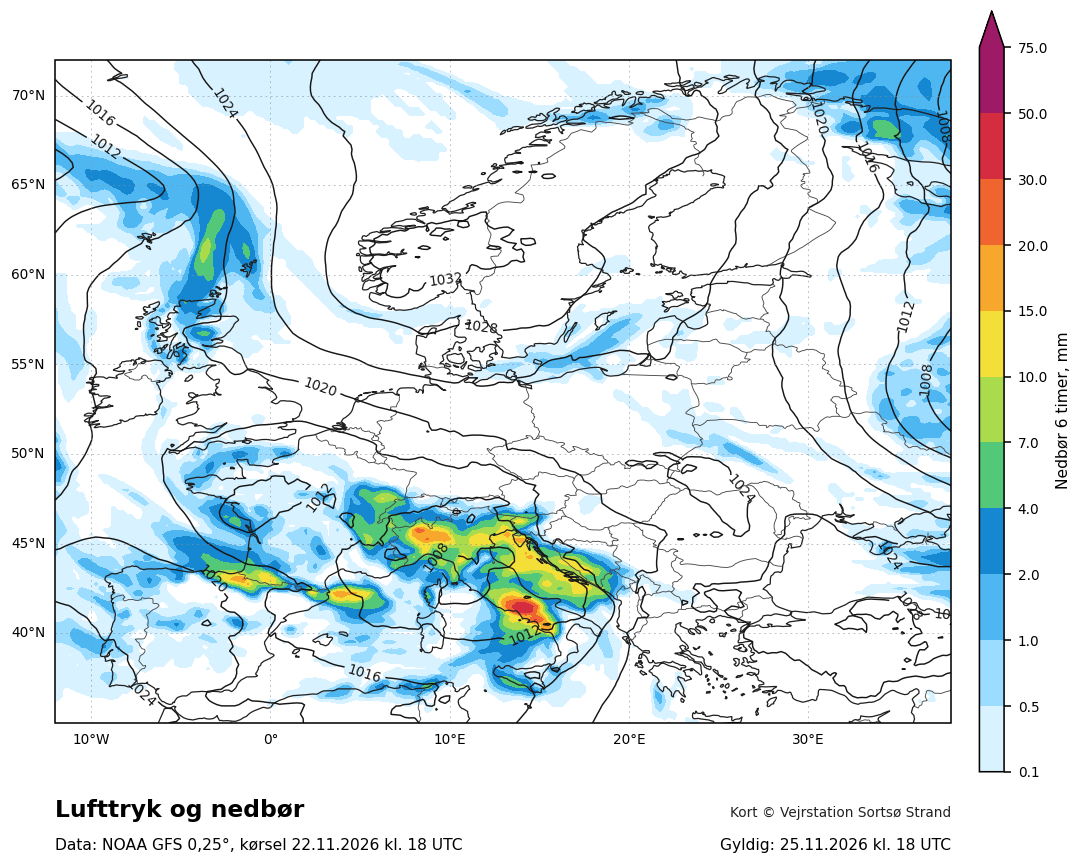 75.0
50.0
30.0
20.0
15.0
10.0
7.0
4.0
2.0
1.0
0.5
0.1
Nedbør 6 timer, mm
70°N
65°N
60°N
55°N
50°N
45°N
40°N
10°W
0°
10°E
20°E
30°E
1016
1012
1024
1020
1016
1008
1032
1028
1012
1008
1020
1012
1024
1008
1020
1024
1012
1016
1024
Lufttryk og nedbør
Kort © Vejrstation Sortsø Strand
Data: NOAA GFS 0,25°, kørsel 22.11.2026 kl. 18 UTC
Gyldig: 25.11.2026 kl. 18 UTC